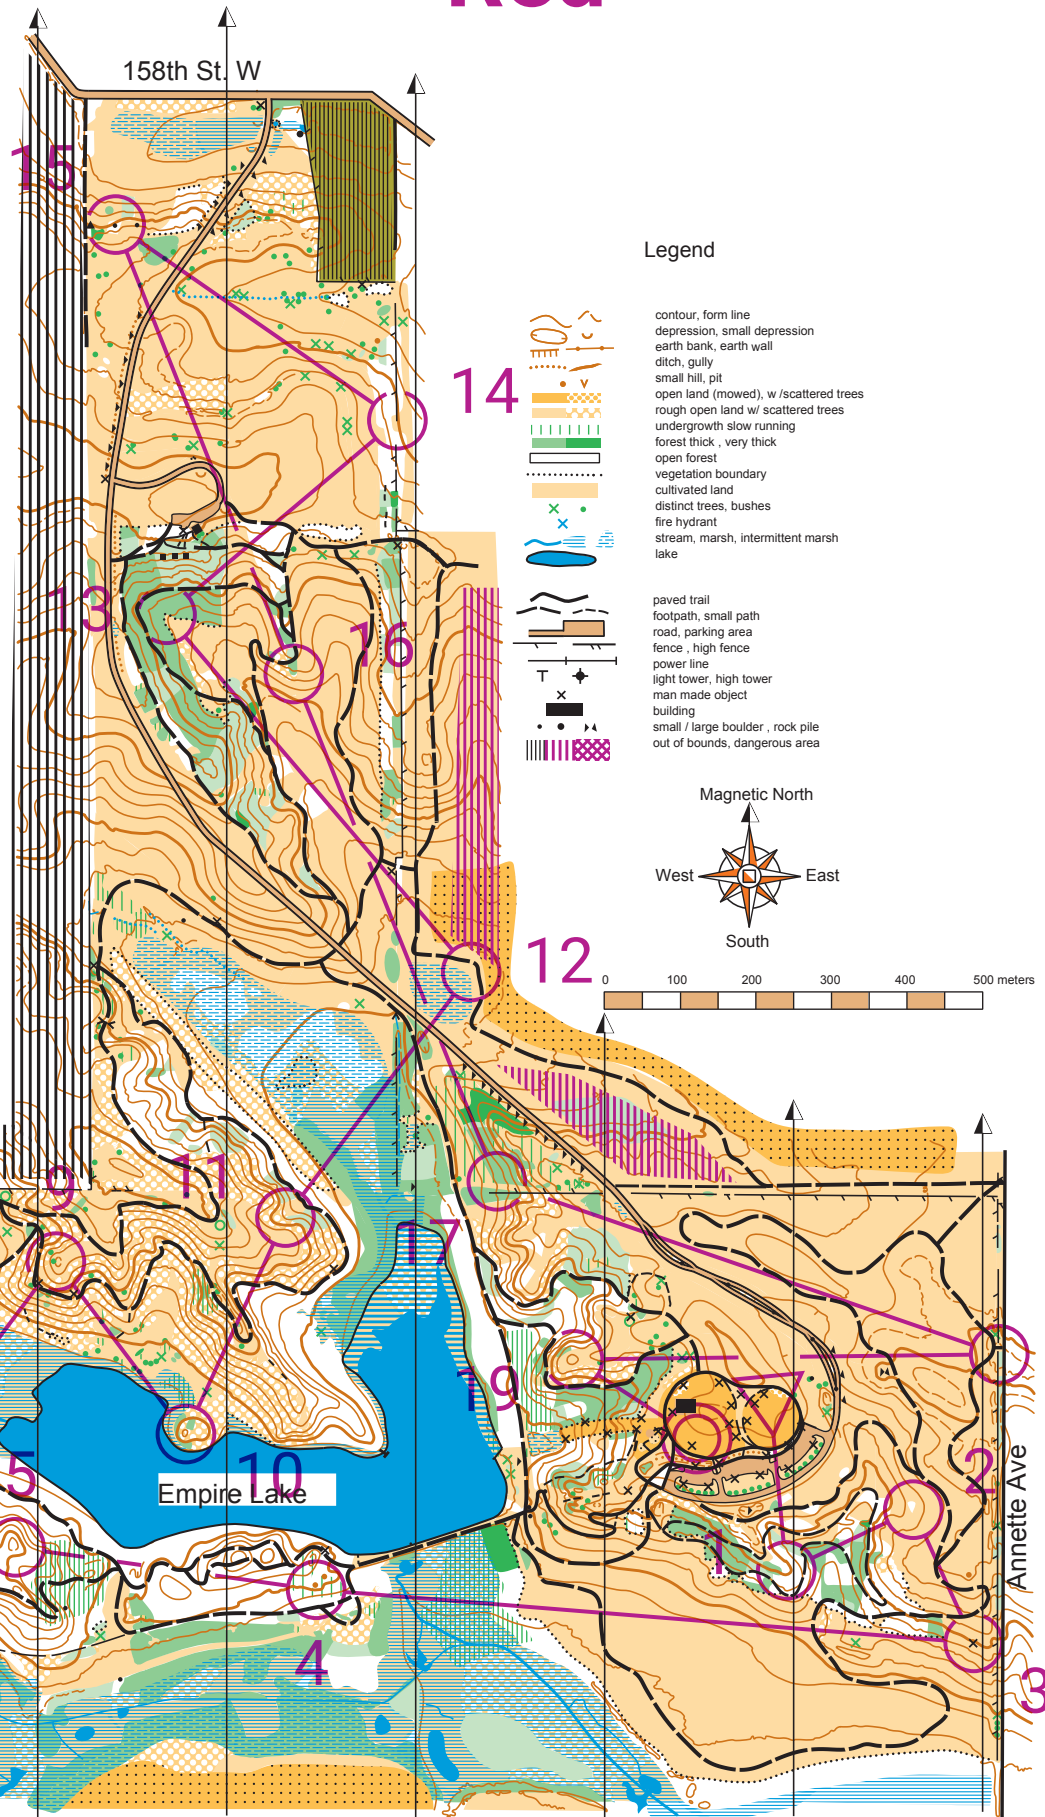 Red
158th St. W
15
Legend
contour, form line
depression, small depression
earth bank, earth wall
ditch, gully
small hill, pit
open land (mowed), w /scattered trees
rough open land w/ scattered trees
undergrowth slow running
forest thick , very thick
open forest
vegetation boundary
cultivated land
distinct trees, bushes
fire hydrant
stream, marsh, intermittent marsh
lake
paved trail
footpath, small path
road, parking area
fence , high fence
power line
light tower, high tower
man made object
building
small / large boulder , rock pile
out of bounds, dangerous area
14
13
16
Magnetic North
West
East
South
12
0 100 200 300 400 500 meters
9
11
17
19
5
10
Empire Lake
2
Annette Ave
1
4
3